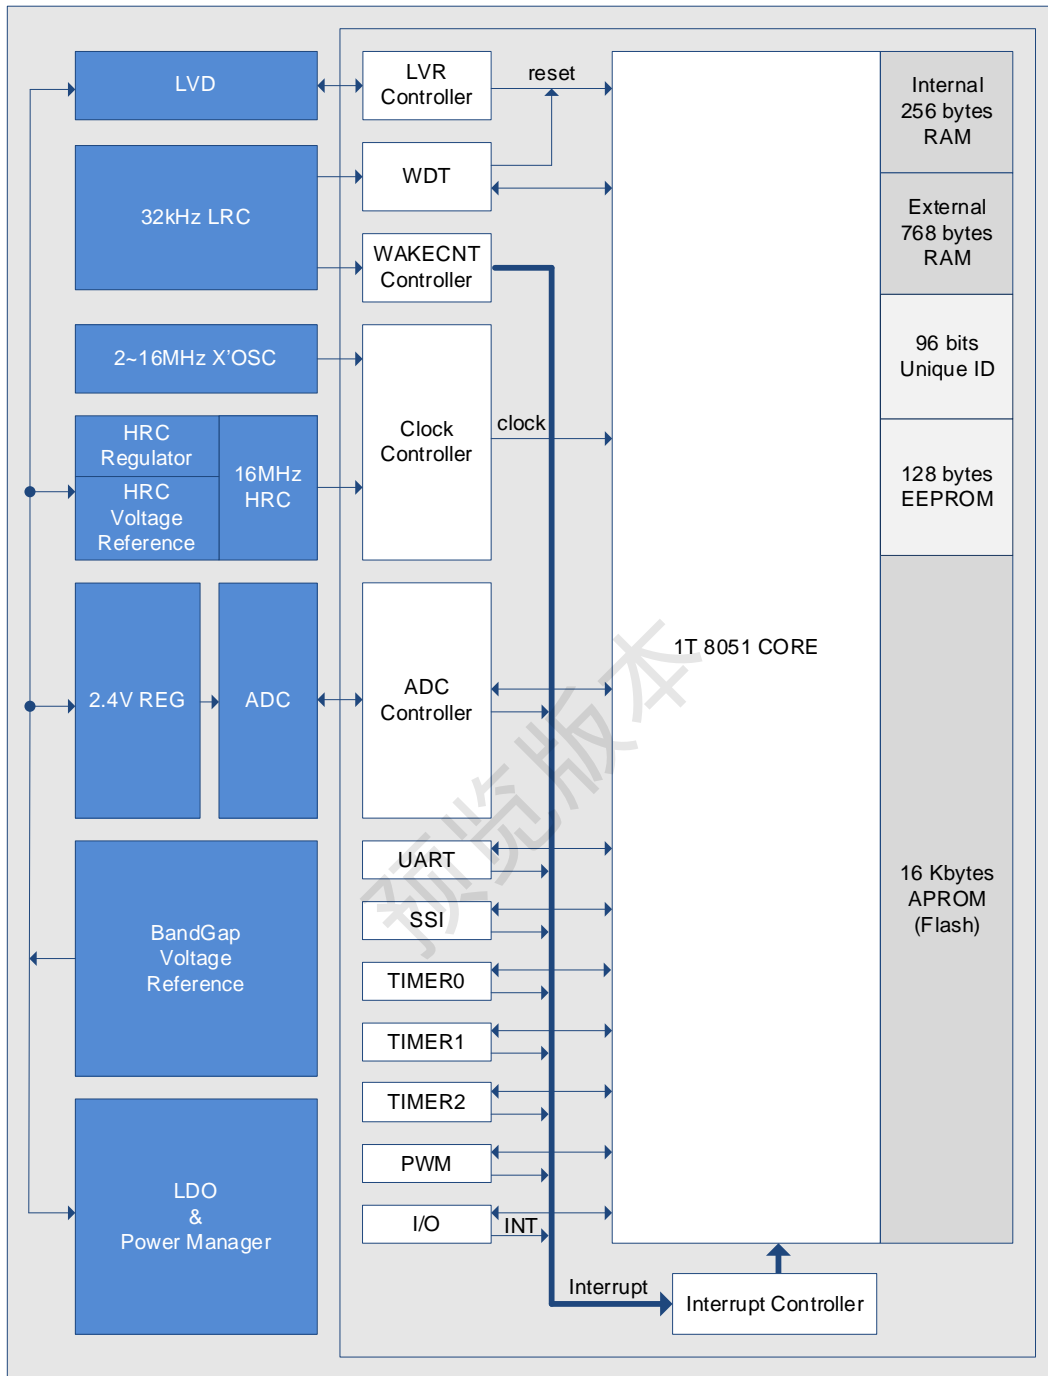 LVD
LVR
Controller
reset
Internal
256 bytes
RAM
32kHz LRC
WDT
External
768 bytes
RAM
WAKECNT
Controller
2~16MHz X'OSC
96 bits
Unique ID
HRC
Regulator
HRC
Voltage
Reference
16MHz
HRC
Clock
Controller
clock
128 bytes
EEPROM
2.4V REG
ADC
ADC
Controller
1T 8051 CORE
预览版本
UART
SSI
BandGap
Voltage
Reference
TIMER0
TIMER1
TIMER2
PWM
I/O
INT
16 Kbytes
APROM
(Flash)
LDO
&
Power Manager
Interrupt
Interrupt Controller